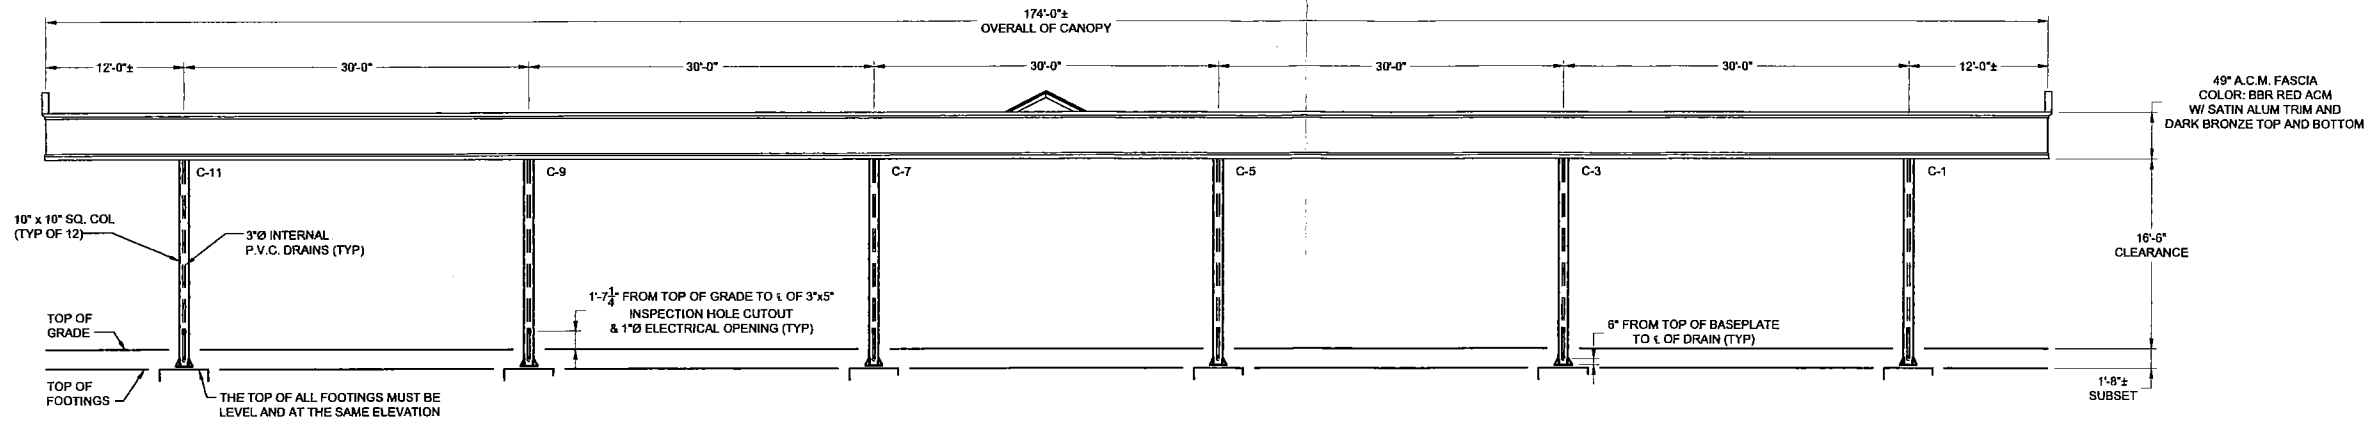 174'-0"±
OVERALL OF CANOPY
12'-0"±
30'-0"
30'-0"
30'-0"
30'-0"
30'-0"
12'-0"±
49" A.C.M. FASCIA
COLOR: BBR RED ACM
W/ SATIN ALUM TRIM AND
DARK BRONZE TOP AND BOTTOM
C-11
C-9
C-7
C-5
C-3
C-1
10" x 10" SQ. COL
(TYP OF 12)
3"Ø INTERNAL
P.V.C. DRAINS (TYP)
16'-6"
CLEARANCE
1'-7 1/4" FROM TOP OF GRADE TO ℄ OF 3"x5"
INSPECTION HOLE CUTOUT
& 1"Ø ELECTRICAL OPENING (TYP)
TOP OF
GRADE
6" FROM TOP OF BASEPLATE
TO ℄ OF DRAIN (TYP)
TOP OF
FOOTINGS
THE TOP OF ALL FOOTINGS MUST BE
LEVEL AND AT THE SAME ELEVATION
1'-8"±
SUBSET